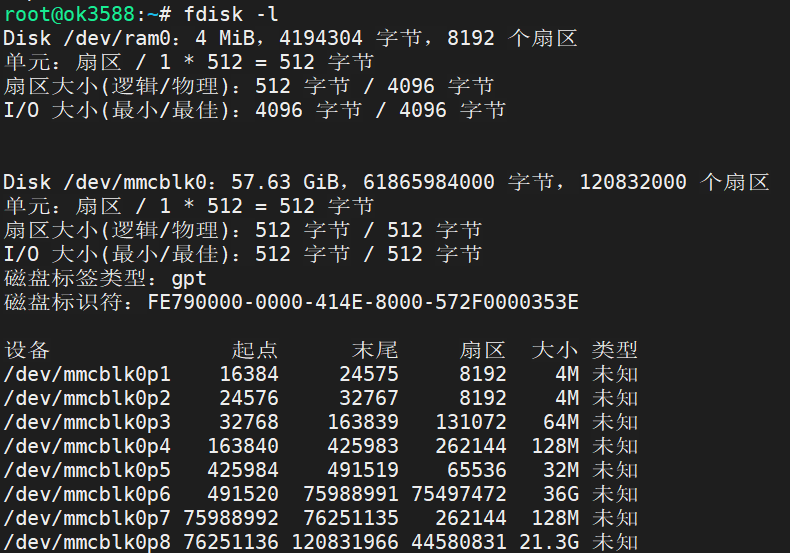 root@ok3588:~# fdisk -l
Disk /dev/ram0：4 MiB，4194304 字节，8192 个扇区
单元：扇区 / 1 * 512 = 512 字节
扇区大小(逻辑/物理)：512 字节 / 4096 字节
I/O 大小(最小/最佳)：4096 字节 / 4096 字节
Disk /dev/mmcblk0：57.63 GiB，61865984000 字节，120832000 个扇区
单元：扇区 / 1 * 512 = 512 字节
扇区大小(逻辑/物理)：512 字节 / 512 字节
I/O 大小(最小/最佳)：512 字节 / 512 字节
磁盘标签类型：gpt
磁盘标识符：FE790000-0000-414E-8000-572F0000353E
设备 起点 末尾 扇区 大小 类型
/dev/mmcblk0p1 16384 24575 8192 4M 未知
/dev/mmcblk0p2 24576 32767 8192 4M 未知
/dev/mmcblk0p3 32768 163839 131072 64M 未知
/dev/mmcblk0p4 163840 425983 262144 128M 未知
/dev/mmcblk0p5 425984 491519 65536 32M 未知
/dev/mmcblk0p6 491520 75988991 75497472 36G 未知
/dev/mmcblk0p7 75988992 76251135 262144 128M 未知
/dev/mmcblk0p8 76251136 120831966 44580831 21.3G 未知